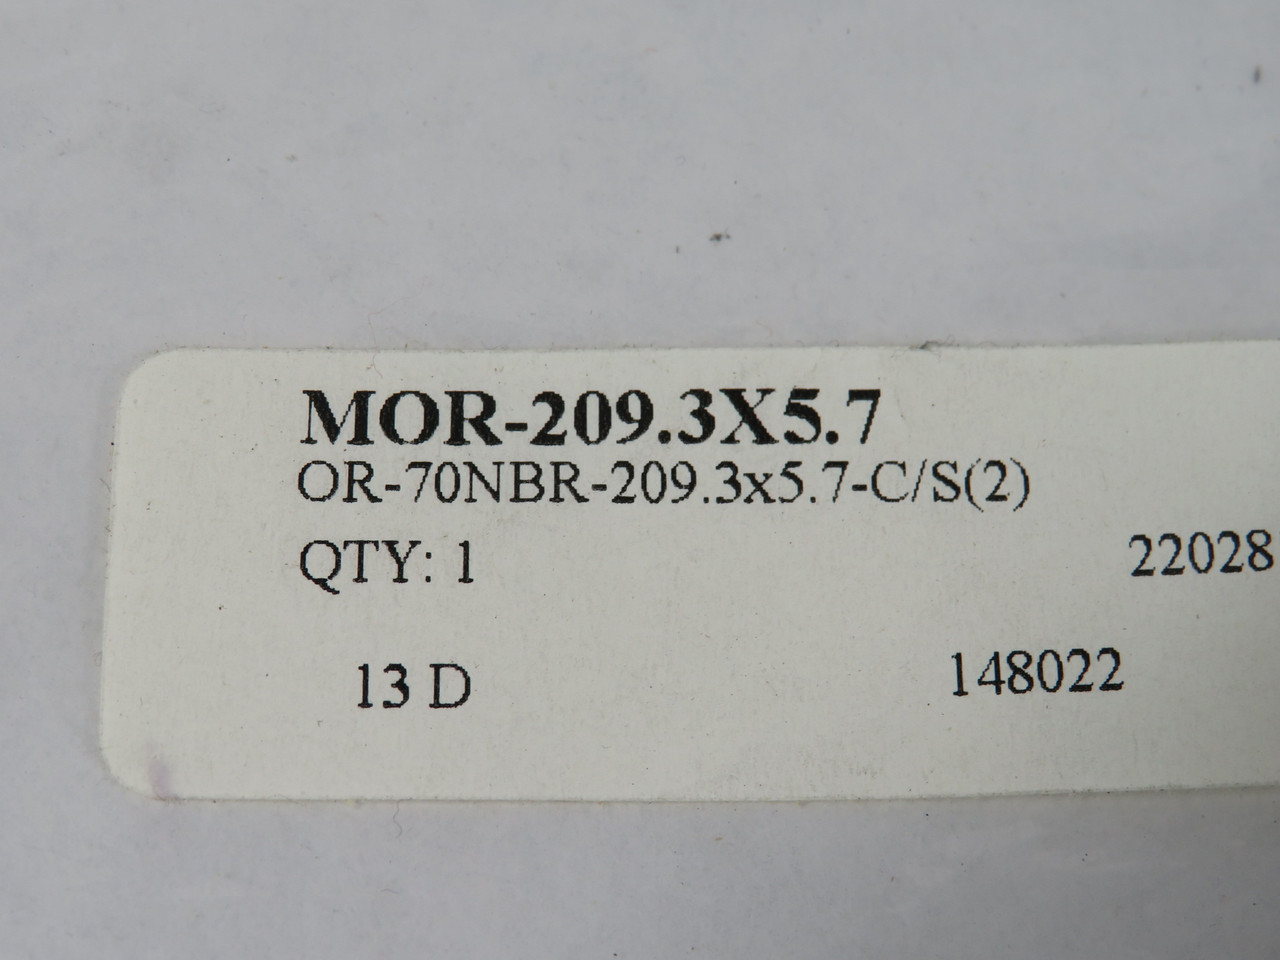 MOR-209.3X5.7
OR-70NBR-209.3x5.7-C/S(2)
QTY: 1 22028
13 D 148022